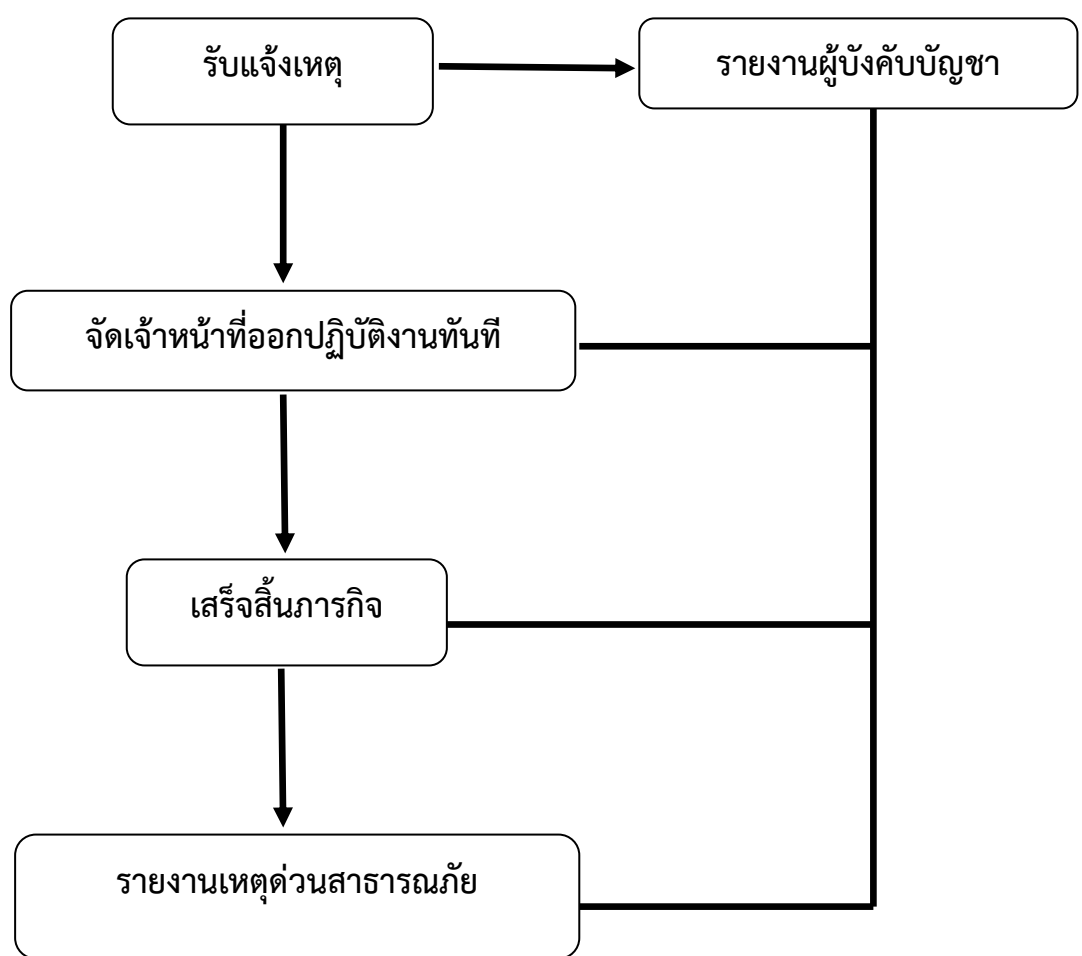 รับแจ้งเหตุ
รายงานผู้บังคับบัญชา
จัดเจ้าหน้าที่ออกปฏิบัติงานทันที
เสร็จสิ้นภารกิจ
รายงานเหตุด่วนสาธารณภัย